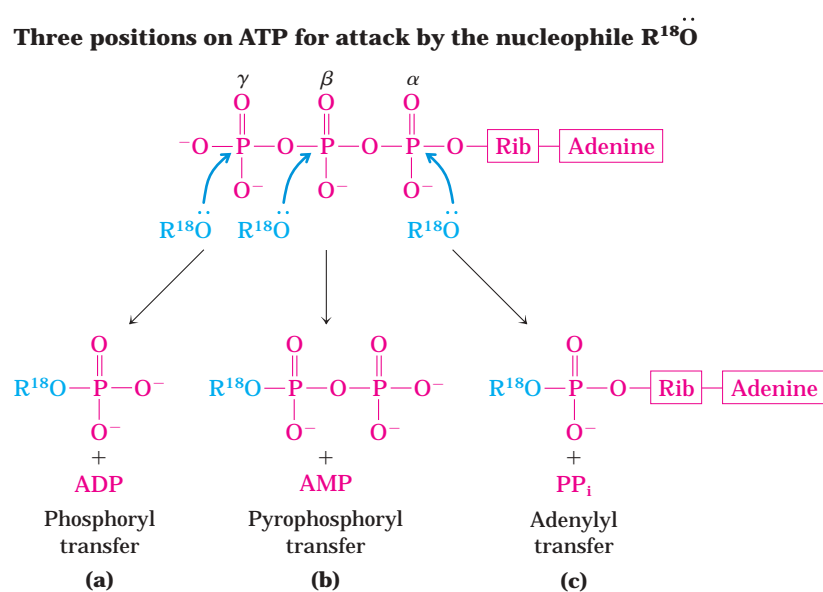 Three positions on ATP for attack by the nucleophile R¹⁸Ö
γ β α
O O O
⁻O—P—O—P—O—P—O—Rib—Adenine
O⁻ O⁻ O⁻
R¹⁸Ö R¹⁸Ö R¹⁸Ö
O O O O
R¹⁸O—P—O⁻ R¹⁸O—P—O—P—O⁻ R¹⁸O—P—O—Rib—Adenine
O⁻ O⁻ O⁻ O⁻
+ + +
ADP AMP PPᵢ
Phosphoryl Pyrophosphoryl Adenylyl
transfer transfer transfer
(a) (b) (c)